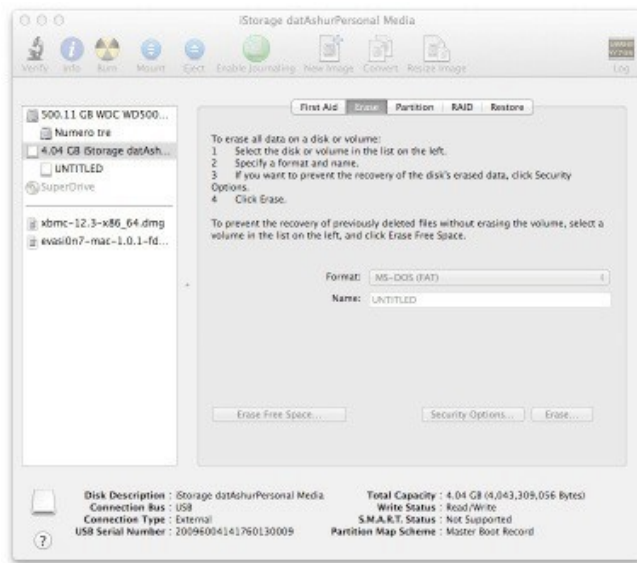 iStorage datAshurPersonal Media
Verify Info Burn Mount Eject Enable Journaling New Image Convert Resize Image Log
500.11 GB WDC WD500...
Numero tre
4.04 GB iStorage datAsh...
UNTITLED
SuperDrive
xbmc-12.3-x86_64.dmg
evasi0n7-mac-1.0.1-fd...
First Aid Erase Partition RAID Restore
To erase all data on a disk or volume:
1 Select the disk or volume in the list on the left.
2 Specify a format and name.
3 If you want to prevent the recovery of the disk's erased data, click Security
Options.
4 Click Erase.
To prevent the recovery of previously deleted files without erasing the volume, select a
volume in the list on the left, and click Erase Free Space.
Format: MS-DOS (FAT)
Name: UNTITLED
Erase Free Space... Security Options... Erase...
Disk Description : iStorage datAshurPersonal Media
Connection Bus : USB
Connection Type : External
USB Serial Number : 20096004141760130009
Total Capacity : 4.04 GB (4,043,309,056 Bytes)
Write Status : Read/Write
S.M.A.R.T. Status : Not Supported
Partition Map Scheme : Master Boot Record
?